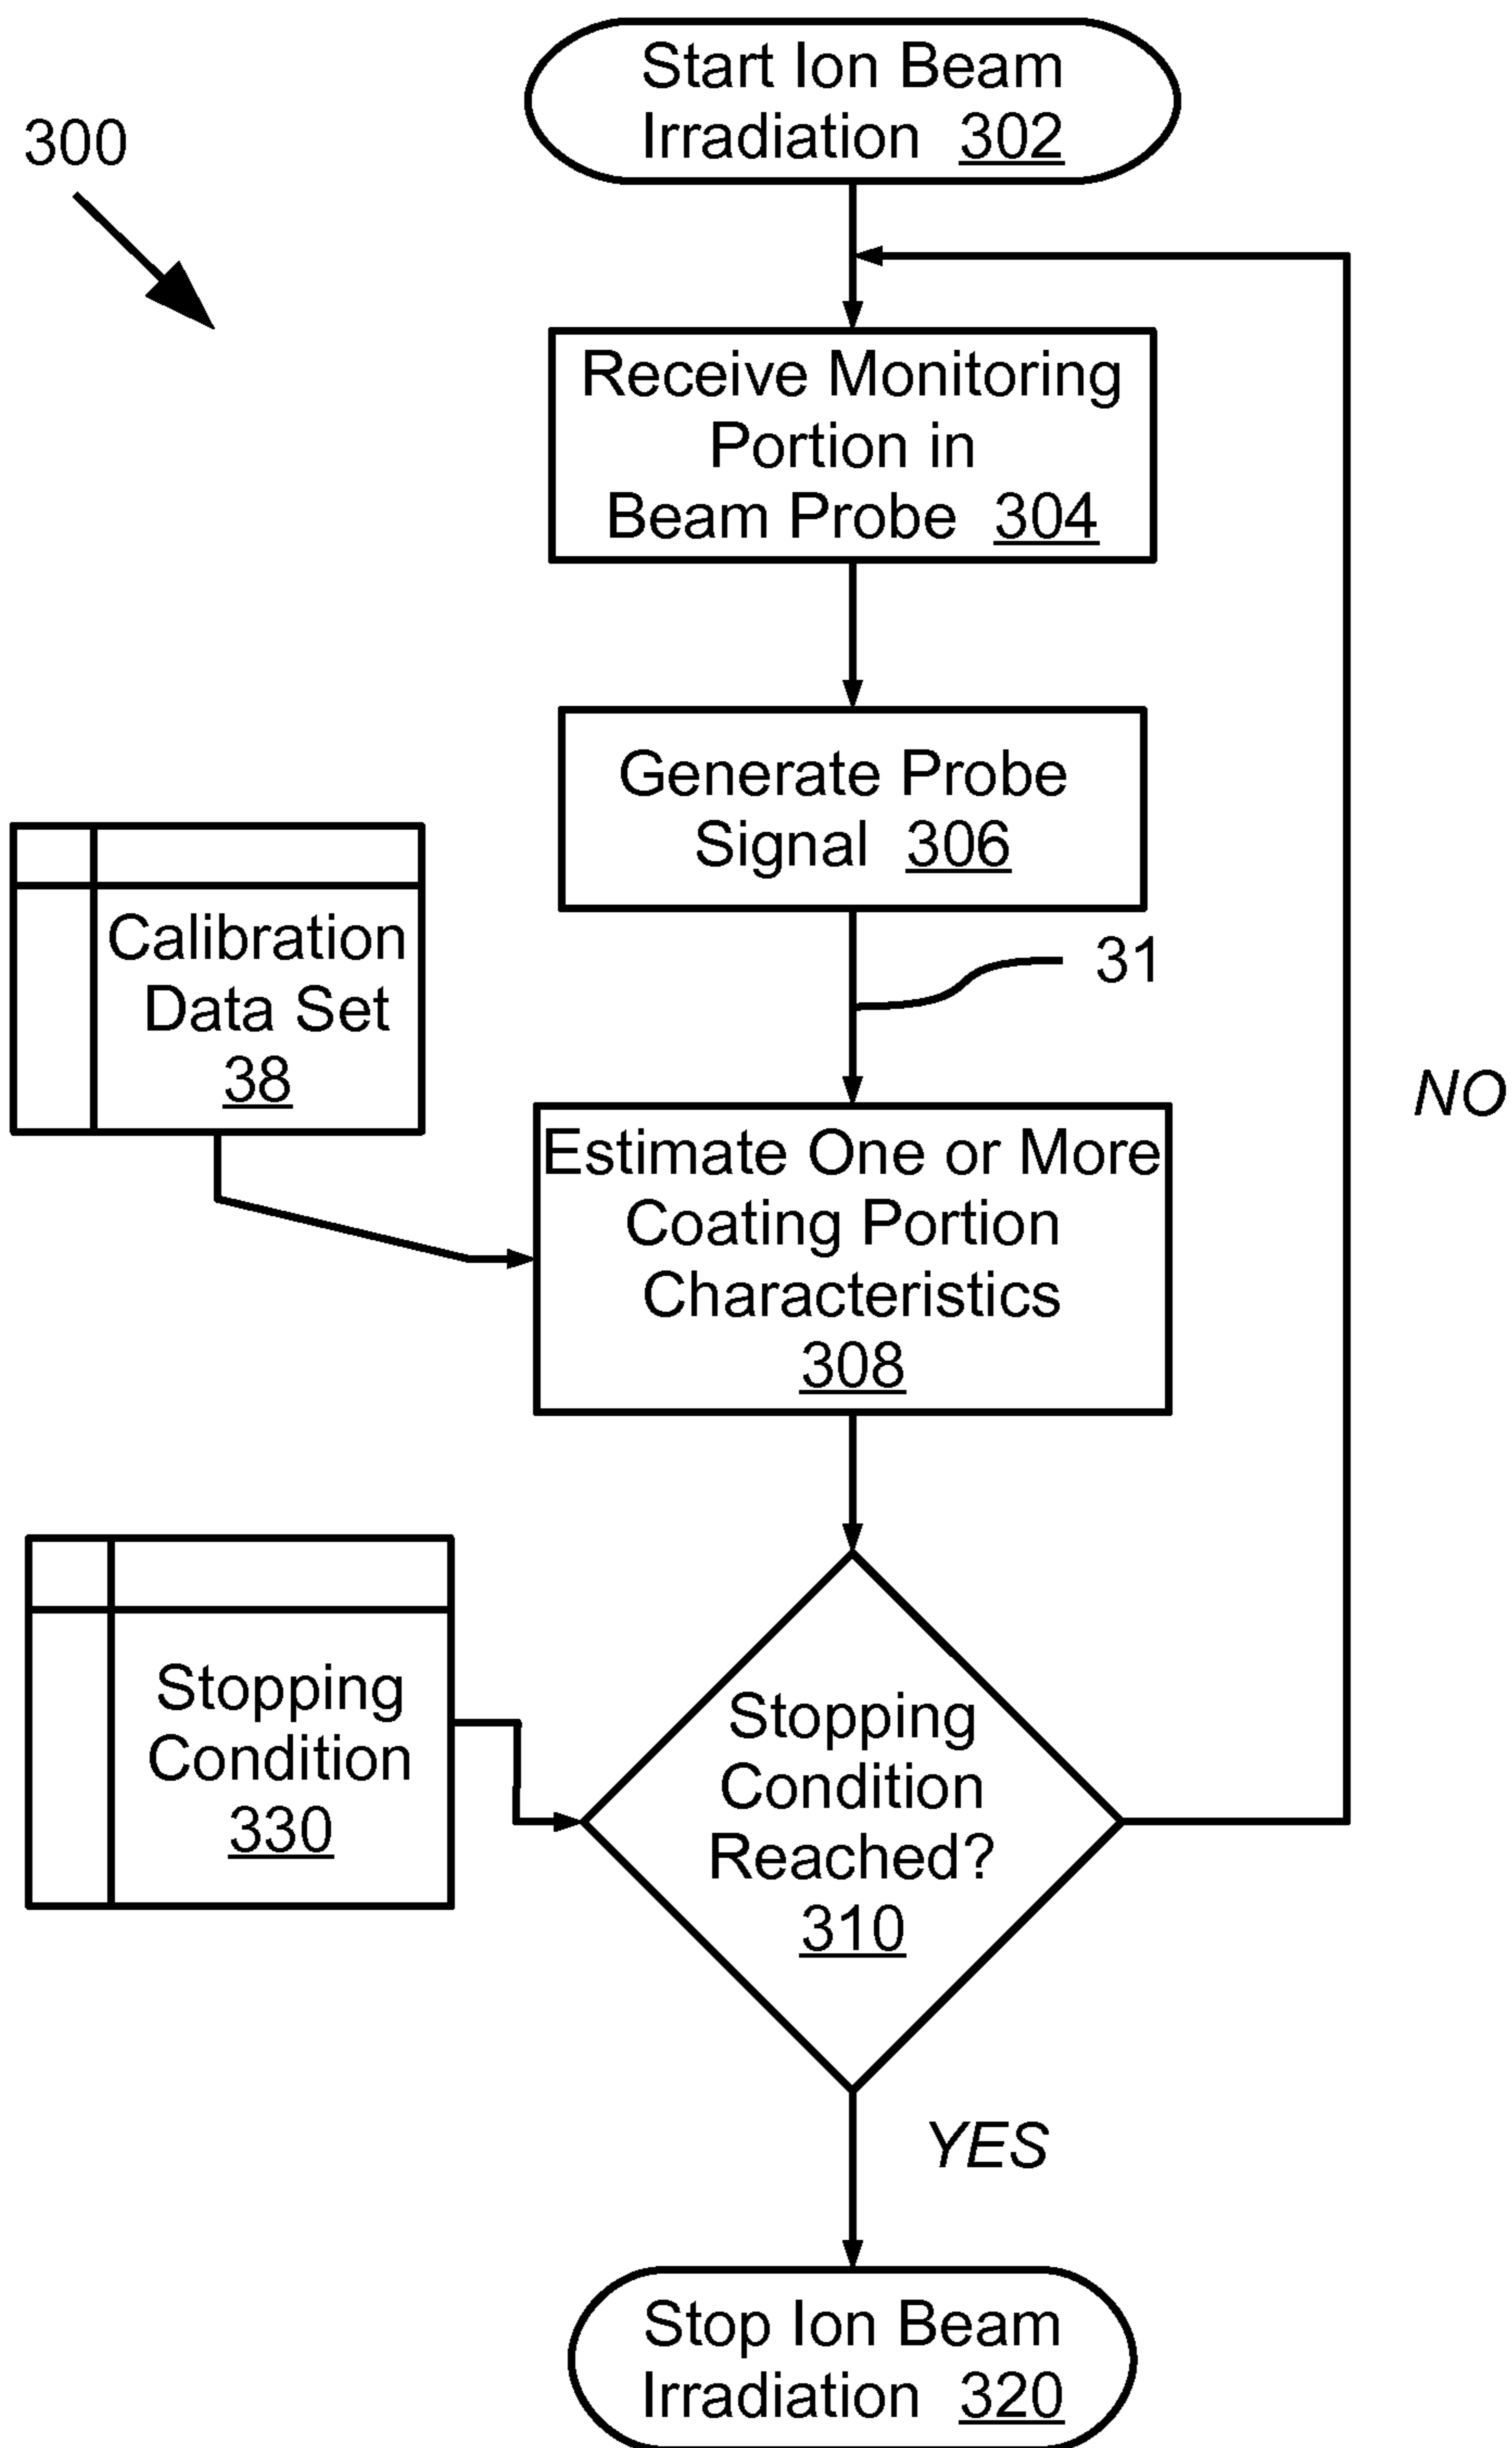 Start Ion Beam
Irradiation 302
300
Receive Monitoring
Portion in
Beam Probe 304
Generate Probe
Signal 306
31
Calibration
Data Set
38
NO
Estimate One or More
Coating Portion
Characteristics
308
Stopping
Condition
330
Stopping
Condition
Reached?
310
YES
Stop Ion Beam
Irradiation 320